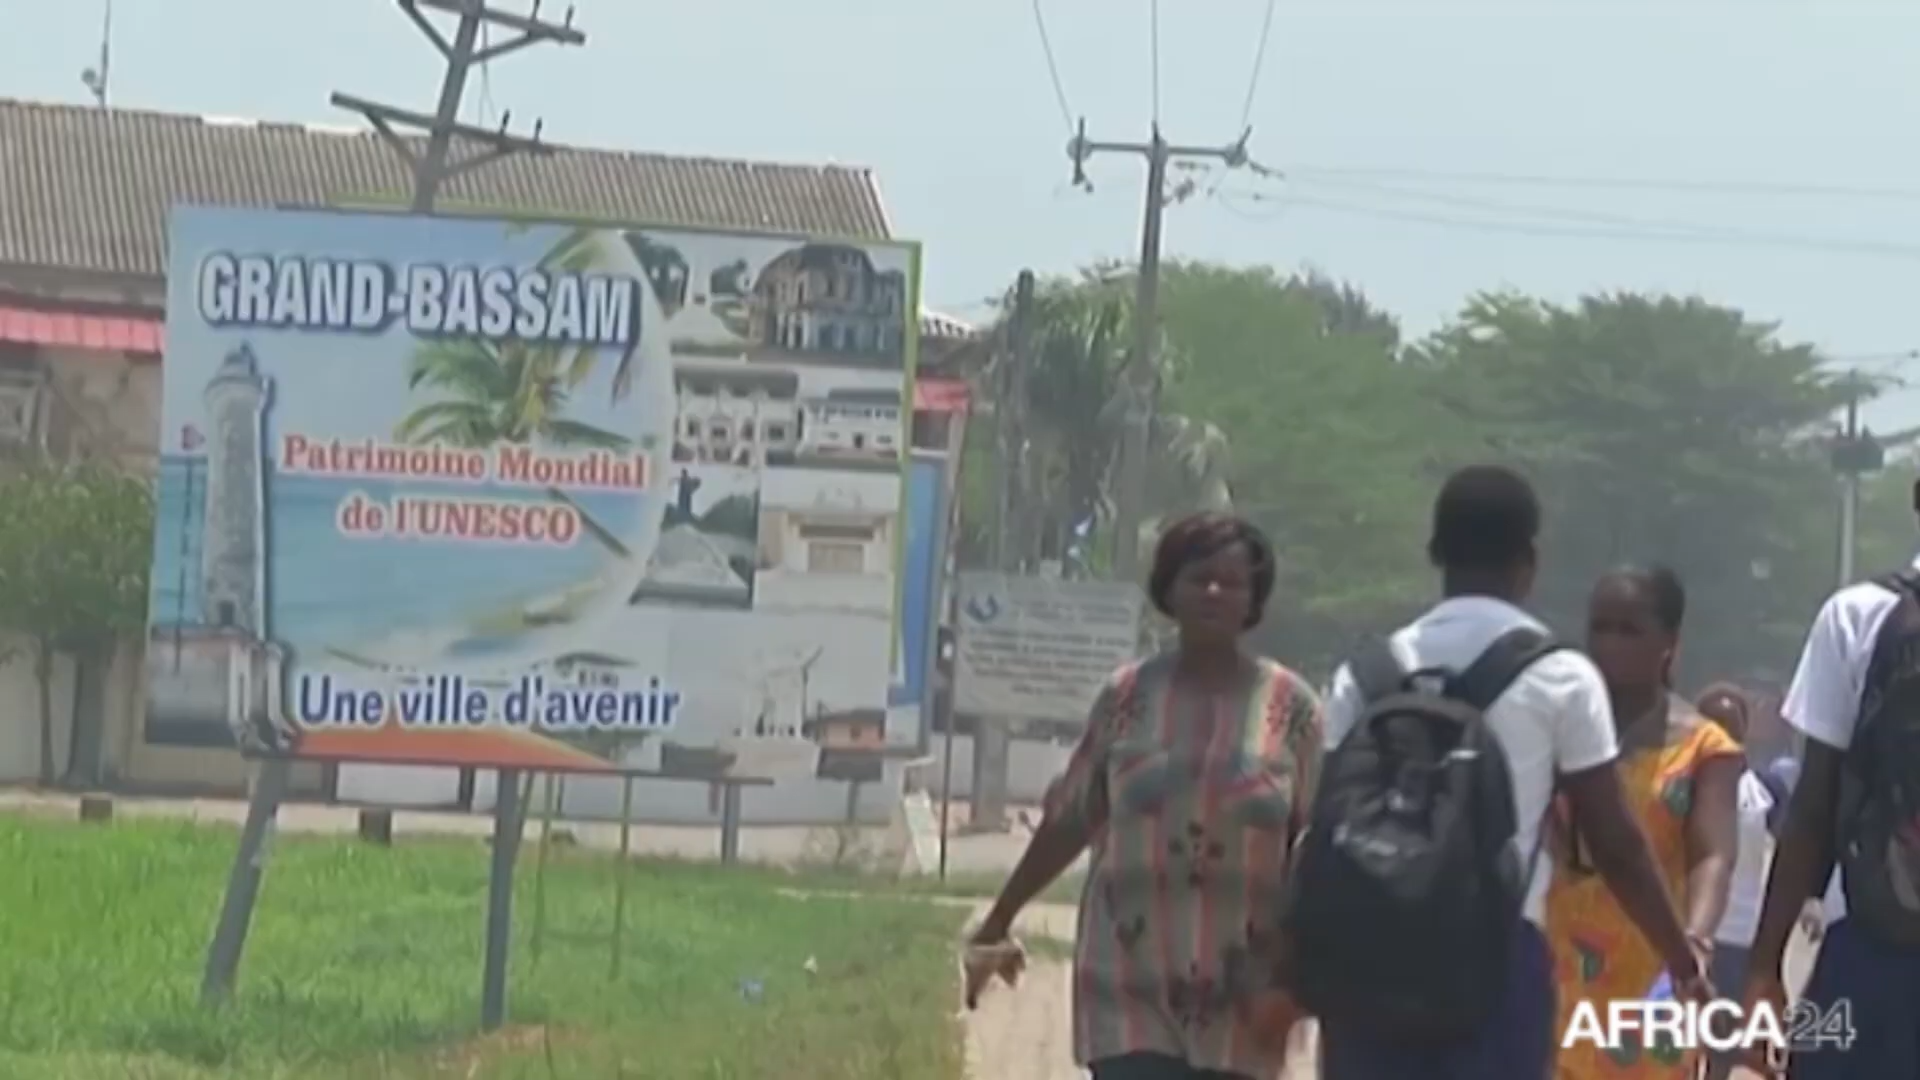 GRAND-BASSAM
Patrimoine Mondial
de l'UNESCO
Une ville d'avenir
AFRICA24